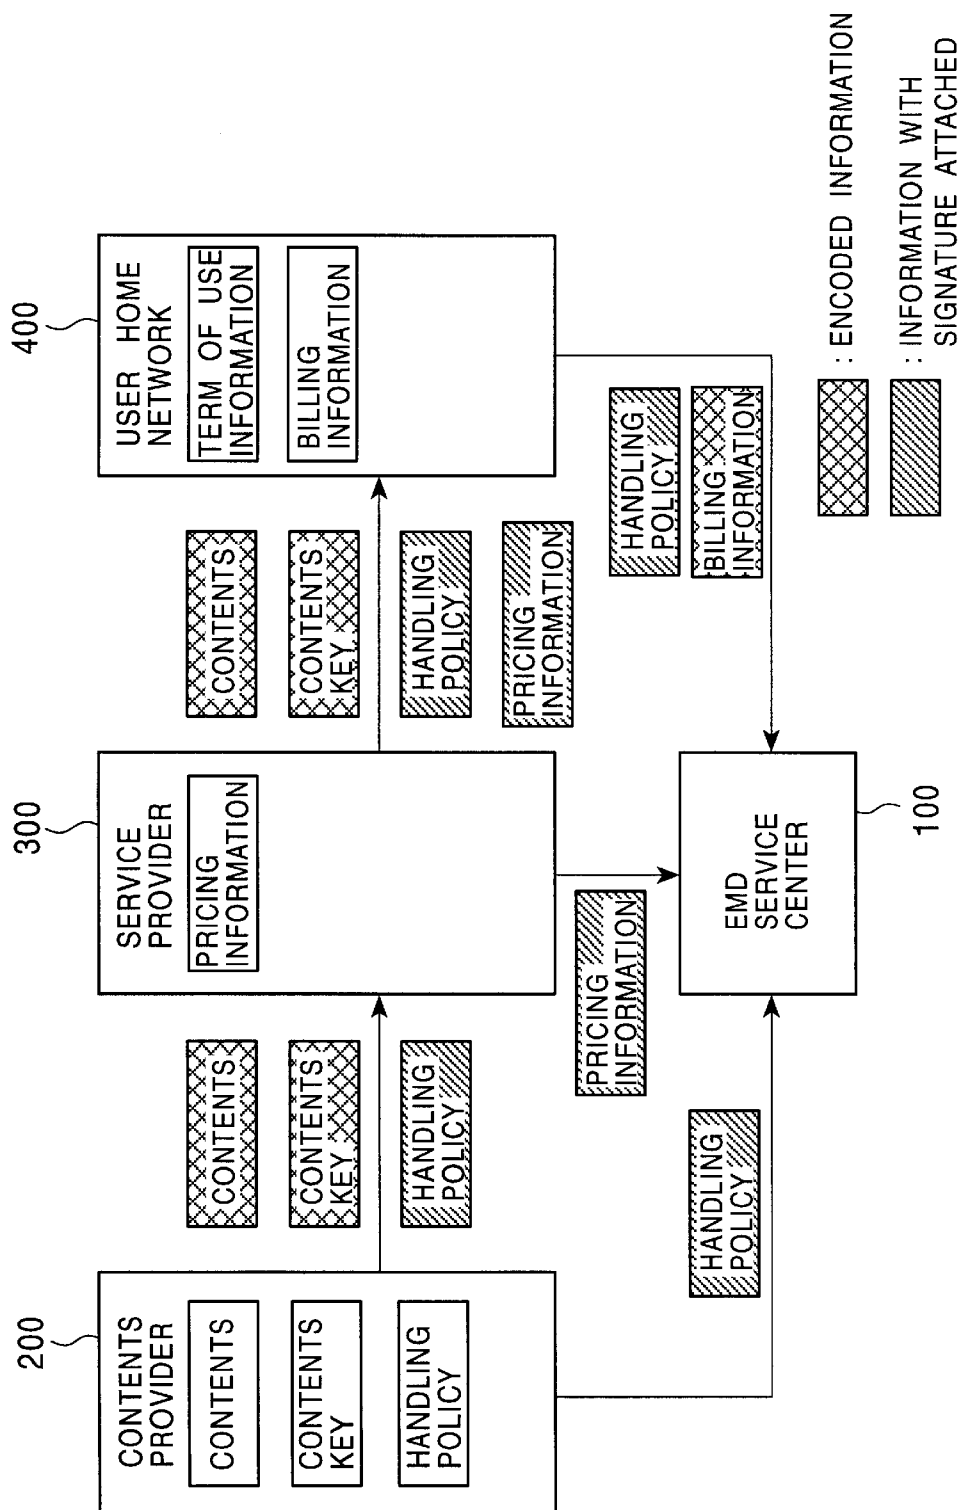 200
CONTENTS
PROVIDER
CONTENTS
CONTENTS
KEY
HANDLING
POLICY
CONTENTS
CONTENTS
KEY
HANDLING
POLICY
300
SERVICE
PROVIDER
PRICING
INFORMATION
CONTENTS
CONTENTS
KEY
HANDLING
POLICY
PRICING
INFORMATION
400
USER HOME
NETWORK
TERM OF USE
INFORMATION
BILLING
INFORMATION
HANDLING
POLICY
PRICING
INFORMATION
HANDLING
POLICY
BILLING
INFORMATION
EMD
SERVICE
CENTER
100
: ENCODED INFORMATION
: INFORMATION WITH
SIGNATURE ATTACHED